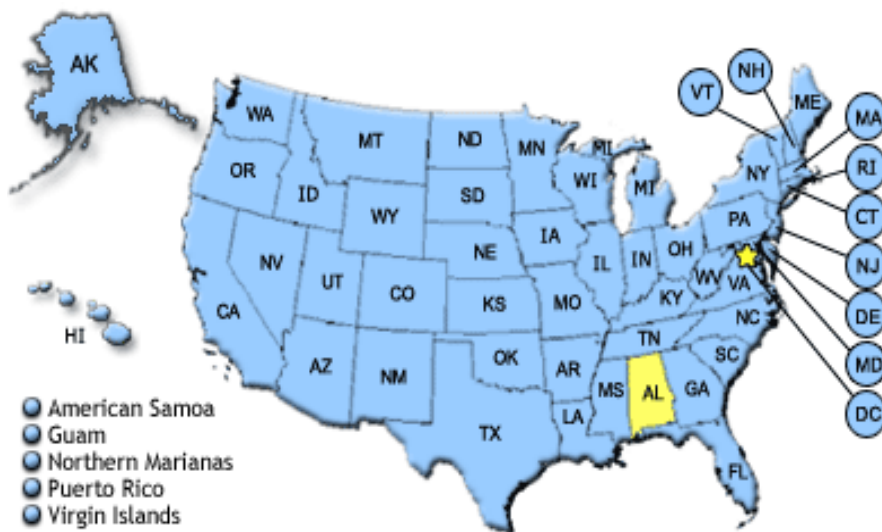 AK
WA
MT
ND
MN
MI
VT
NH
ME
MA
OR
ID
WY
SD
WI
MI
NY
RI
CT
NV
UT
CO
NE
IA
IL
IN
OH
PA
NJ
CA
KS
MO
KY
WV
VA
DE
HI
AZ
NM
OK
AR
TN
NC
MD
TX
LA
MS
AL
GA
SC
DC
FL
American Samoa
Guam
Northern Marianas
Puerto Rico
Virgin Islands